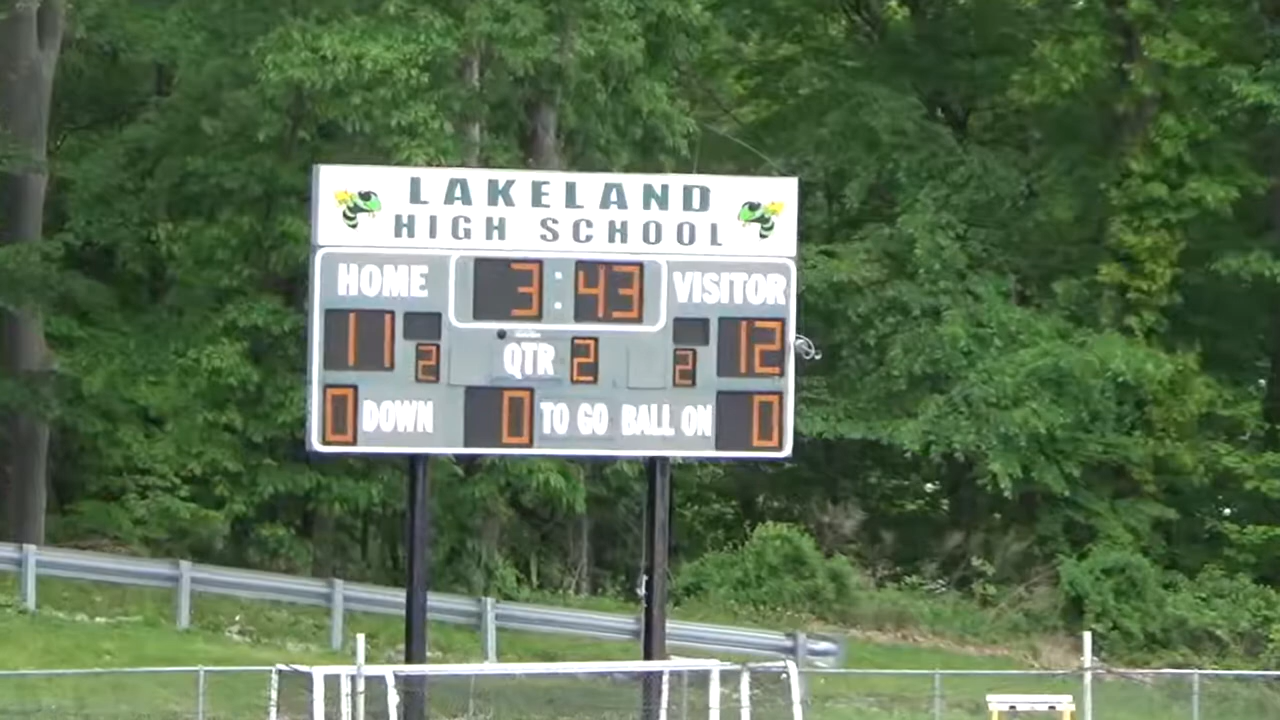 LAKELAND
HIGH SCHOOL
HOME 3:43 VISITOR
11 2 QTR 2 2 12
0 DOWN 0 TO GO BALL ON 0